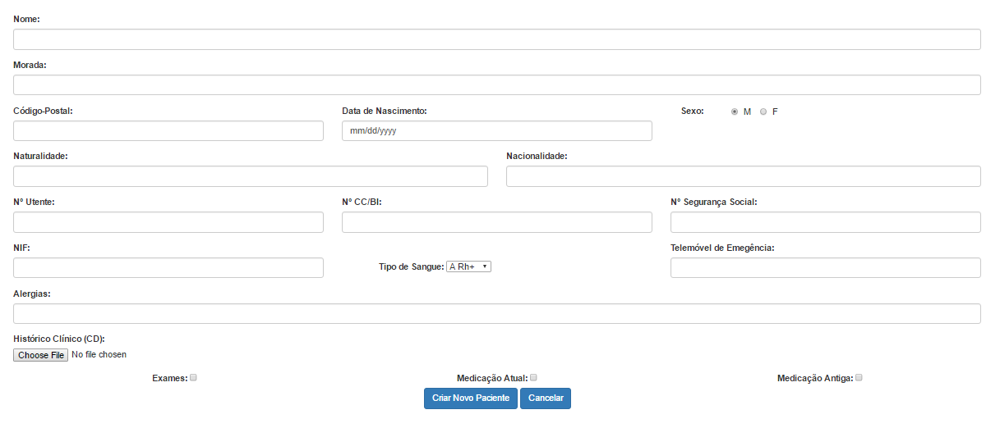 Nome:
Morada:
Código-Postal: Data de Nascimento: Sexo: M F
mm/dd/yyyy
Naturalidade: Nacionalidade:
Nº Utente: Nº CC/BI: Nº Segurança Social:
NIF: Telemóvel de Emegência:
Tipo de Sangue: A Rh+
Alergias:
Histórico Clínico (CD):
Choose File No file chosen
Exames: Medicação Atual: Medicação Antiga:
Criar Novo Paciente Cancelar